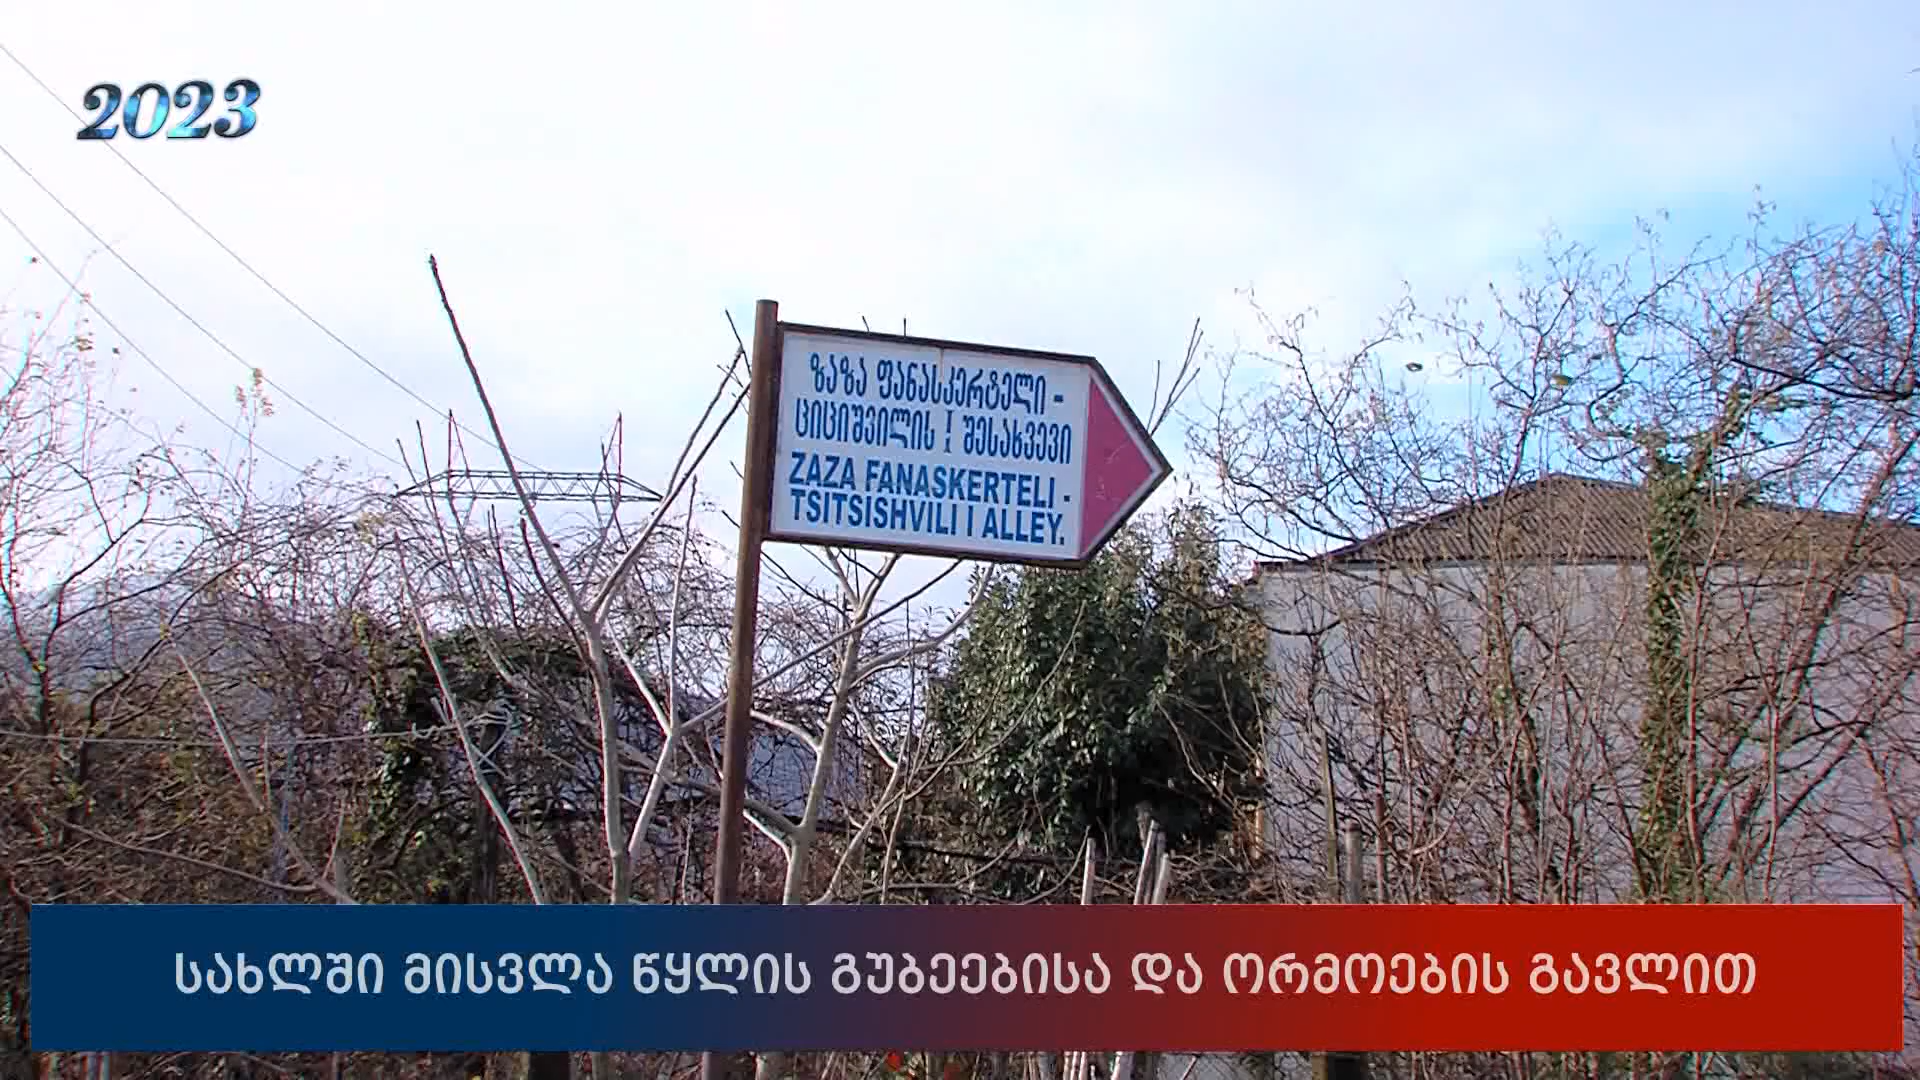 2023
ზაზა ფანასკერტელი -
ციციშვილის I შესახვევი
ZAZA FANASKERTELI -
TSITSISHVILI I ALLEY.
სახლში მისვლა წყლის გუბეებისა და ორმოების გავლით